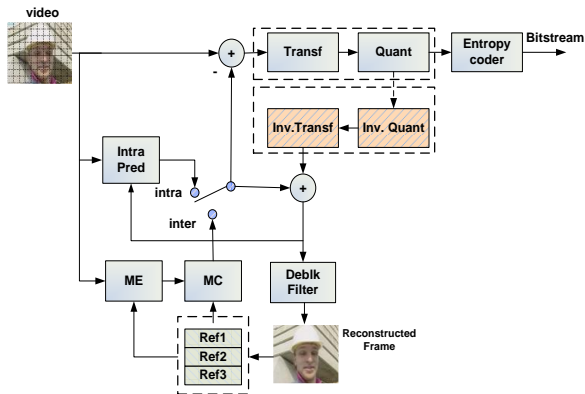 video
Transf
Quant
Entropy
coder
Bitstream
+
-
Inv.Transf
Inv. Quant
Intra
Pred
intra
+
inter
ME
MC
Deblk
Filter
Ref1
Ref2
Ref3
Reconstructed
Frame